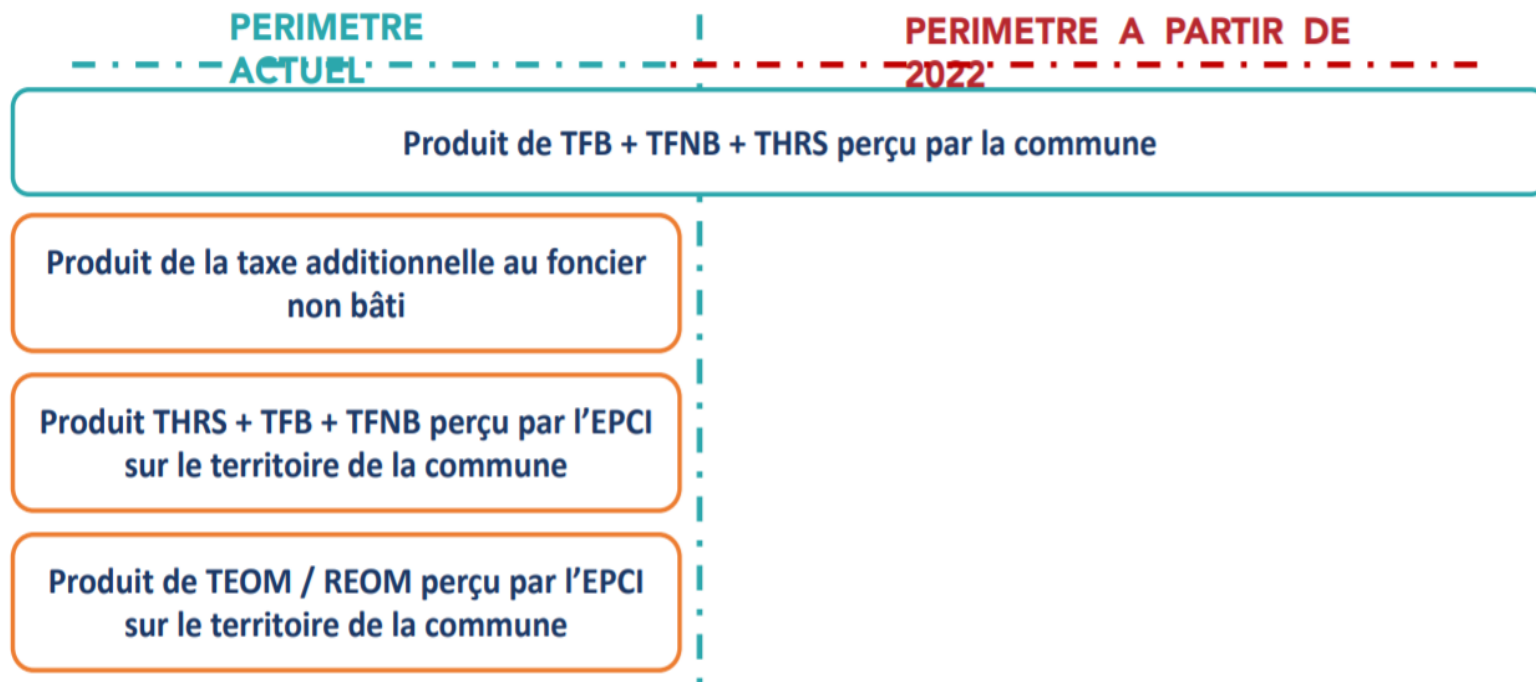 PERIMETRE
ACTUEL
PERIMETRE A PARTIR DE
2022
Produit de TFB + TFNB + THRS perçu par la commune
Produit de la taxe additionnelle au foncier
non bâti
Produit THRS + TFB + TFNB perçu par l’EPCI
sur le territoire de la commune
Produit de TEOM / REOM perçu par l’EPCI
sur le territoire de la commune